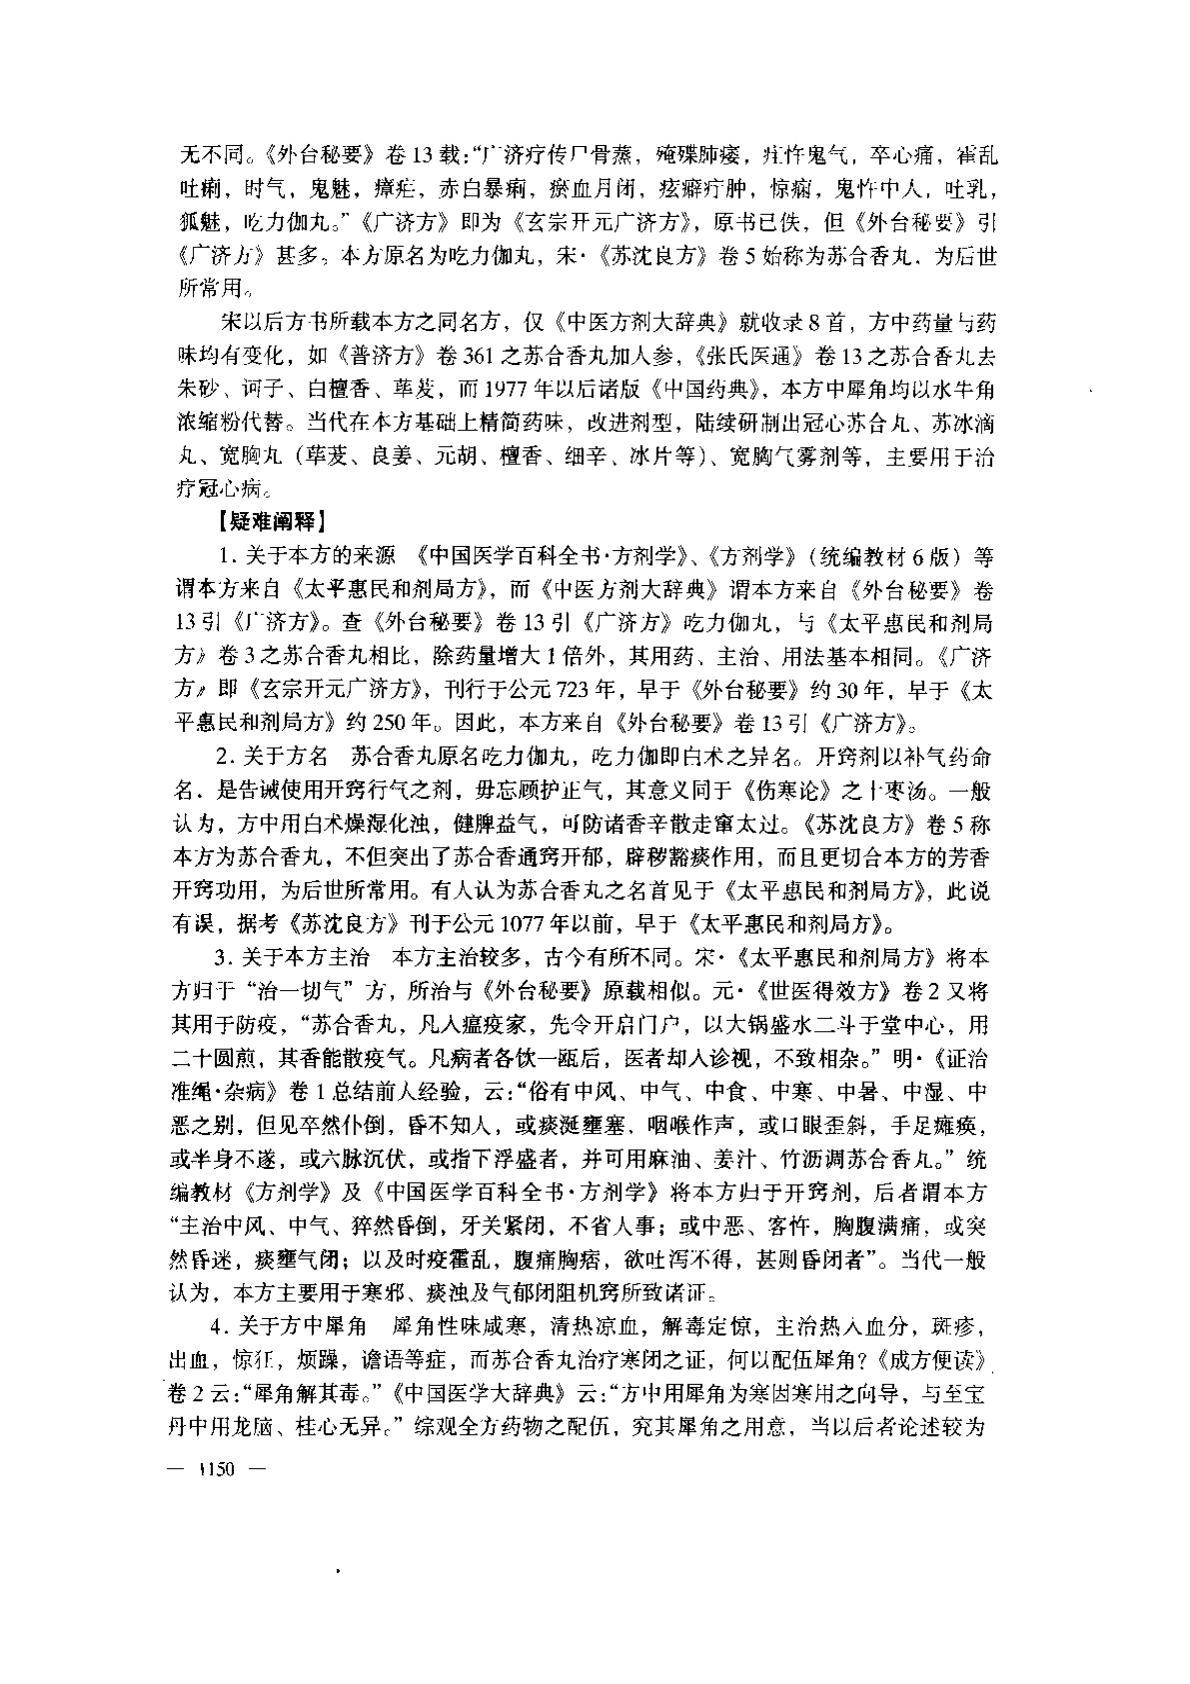 无不同。《外台秘要》卷13载：“广济疗传尸骨蒸，殗殜肺痿，疰忤鬼气，卒心痛，霍乱
吐痢，时气，鬼魅，瘴疟，赤白暴痢，瘀血月闭，痃癖疔肿，惊痫，鬼忤中人，吐乳，
狐魅，吃力伽丸。”《广济方》即为《玄宗开元广济方》，原书已佚，但《外台秘要》引
《广济方》甚多。本方原名为吃力伽丸，宋·《苏沈良方》卷5始称为苏合香丸．为后世
所常用。
宋以后方书所载本方之同名方，仅《中医方剂大辞典》就收录8首，方中药量与药
味均有变化，如《普济方》卷361之苏合香丸加人参，《张氏医通》卷13之苏合香丸去
朱砂、诃子、白檀香、荜茇，而1977年以后诸版《中国药典》，本方中犀角均以水牛角
浓缩粉代替。当代在本方基础上精简药味，改进剂型，陆续研制出冠心苏合丸、苏冰滴
丸、宽胸丸（荜茇、良姜、元胡、檀香、细辛、冰片等）、宽胸气雾剂等，主要用于治
疗冠心病。
【疑难阐释】
1. 关于本方的来源 《中国医学百科全书·方剂学》、《方剂学》（统编教材6版）等
谓本方来自《太平惠民和剂局方》，而《中医方剂大辞典》谓本方来自《外台秘要》卷
13引《广济方》。查《外台秘要》卷13引《广济方》吃力伽丸，与《太平惠民和剂局
方》卷3之苏合香丸相比，除药量增大1倍外，其用药、主治、用法基本相同。《广济
方》即《玄宗开元广济方》，刊行于公元723年，早于《外台秘要》约30年，早于《太
平惠民和剂局方》约250年。因此，本方来自《外台秘要》卷13引《广济方》。
2. 关于方名 苏合香丸原名吃力伽丸，吃力伽即白术之异名。开窍剂以补气药命
名．是告诫使用开窍行气之剂，毋忘顾护正气，其意义同于《伤寒论》之十枣汤。一般
认为，方中用白术燥湿化浊，健脾益气，可防诸香辛散走窜太过。《苏沈良方》卷5称
本方为苏合香丸，不但突出了苏合香通窍开郁，辟秽豁痰作用，而且更切合本方的芳香
开窍功用，为后世所常用。有人认为苏合香丸之名首见于《太平惠民和剂局方》，此说
有误，据考《苏沈良方》刊于公元1077年以前，早于《太平惠民和剂局方》。
3. 关于本方主治 本方主治较多，古今有所不同。宋·《太平惠民和剂局方》将本
方归于“治一切气”方，所治与《外台秘要》原载相似。元·《世医得效方》卷2又将
其用于防疫，“苏合香丸，凡入瘟疫家，先令开启门户，以大锅盛水二斗于堂中心，用
二十圆煎，其香能散疫气。凡病者各饮一瓯后，医者却入诊视，不致相杂。”明·《证治
准绳·杂病》卷1总结前人经验，云：“俗有中风、中气、中食、中寒、中暑、中湿、中
恶之别，但见卒然仆倒，昏不知人，或痰涎壅塞．咽喉作声，或口眼歪斜，手足瘫痪，
或半身不遂，或六脉沉伏，或指下浮盛者，并可用麻油、姜汁、竹沥调苏合香丸。”统
编教材《方剂学》及《中国医学百科全书·方剂学》将本方归于开窍剂，后者谓本方
“主治中风、中气、猝然昏倒，牙关紧闭，不省人事；或中恶、客忤，胸腹满痛，或突
然昏迷，痰壅气闭；以及时疫霍乱，腹痛胸痞，欲吐泻不得，甚则昏闭者”。当代一般
认为，本方主要用于寒邪、痰浊及气郁闭阻机窍所致诸证。
4. 关于方中犀角 犀角性味咸寒，清热凉血，解毒定惊，主治热入血分，斑疹，
出血，惊狂，烦躁，谵语等症，而苏合香丸治疗寒闭之证，何以配伍犀角？《成方便读》
卷2云：“犀角解其毒。”《中国医学大辞典》云：“方中用犀角为寒因寒用之向导，与至宝
丹中用龙脑、桂心无异。”综观全方药物之配伍，究其犀角之用意，当以后者论述较为
— 1150 —